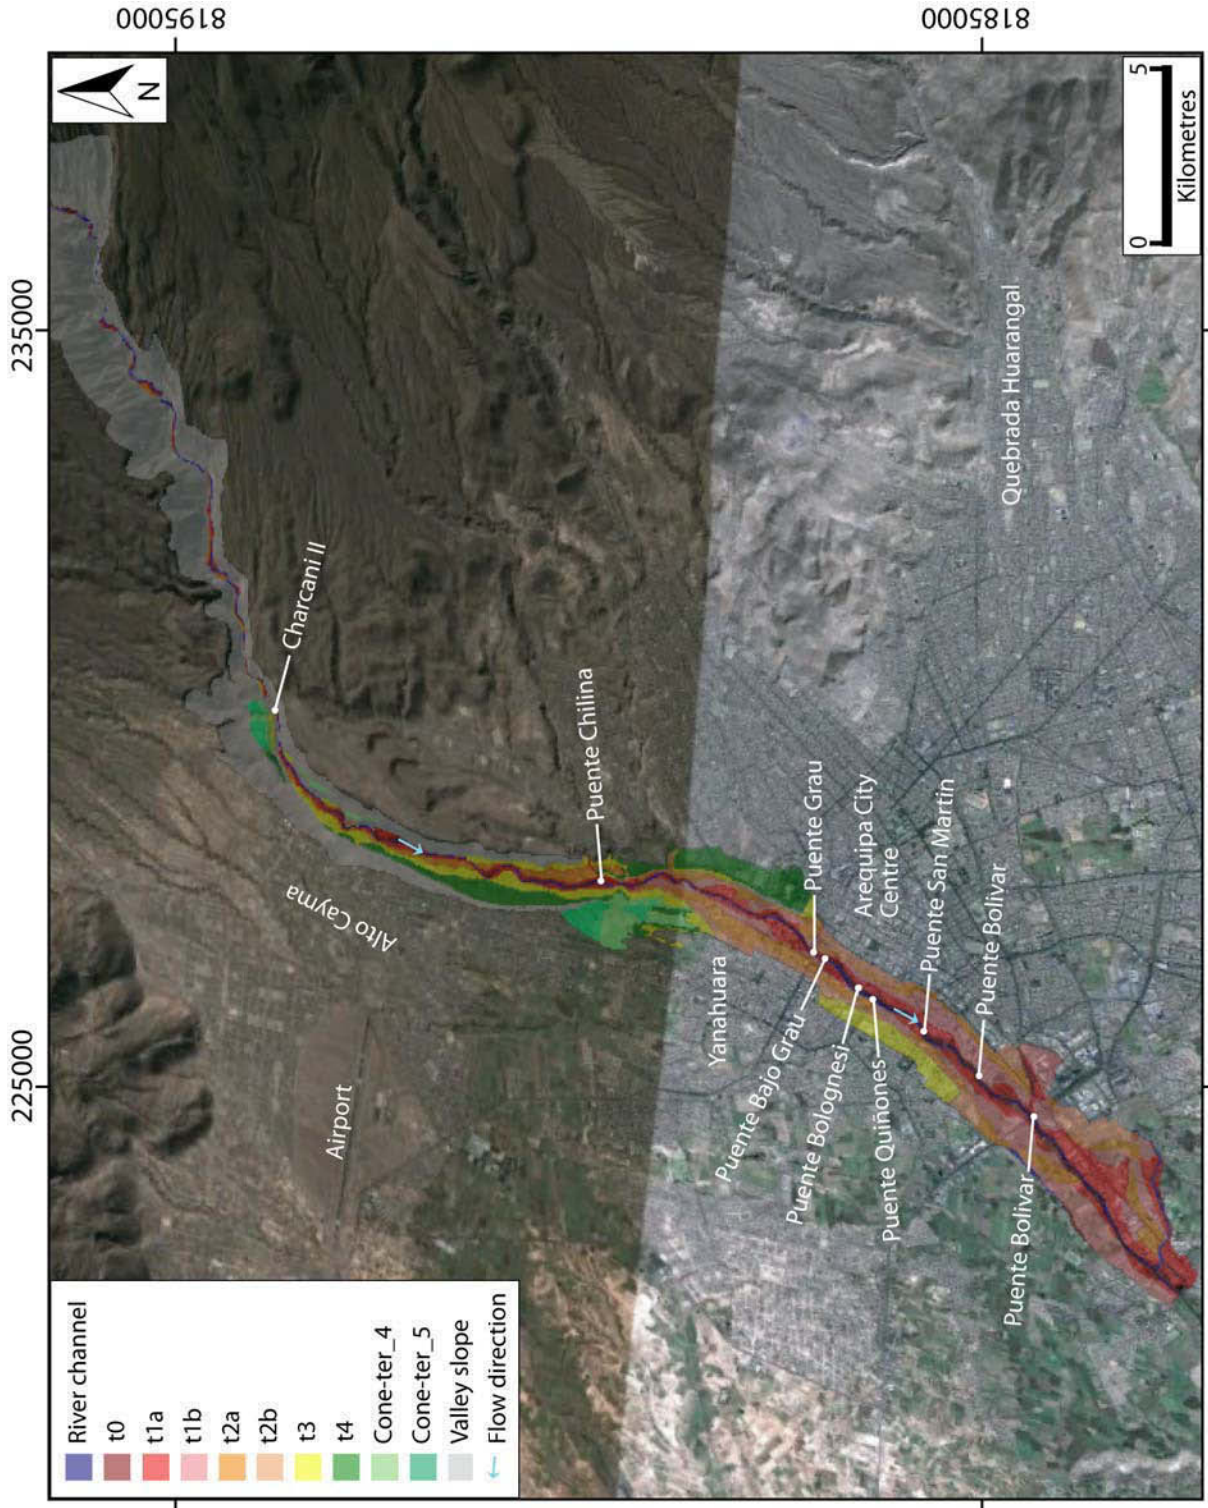 8195000
8185000
235000
225000
N
0 5
Kilometres
Charcani II
Puente Chilina
Alto Cayma
Airport
Yanahuara
Puente Grau
Arequipa City
Centre
Puente San Martin
Puente Bolivar
Puente Bajo Grau
Puente Bolognesi
Puente Quiñones
Puente Bolivar
Quebrada Huarangal
River channel
t0
t1a
t1b
t2a
t2b
t3
t4
Cone-ter_4
Cone-ter_5
Valley slope
Flow direction